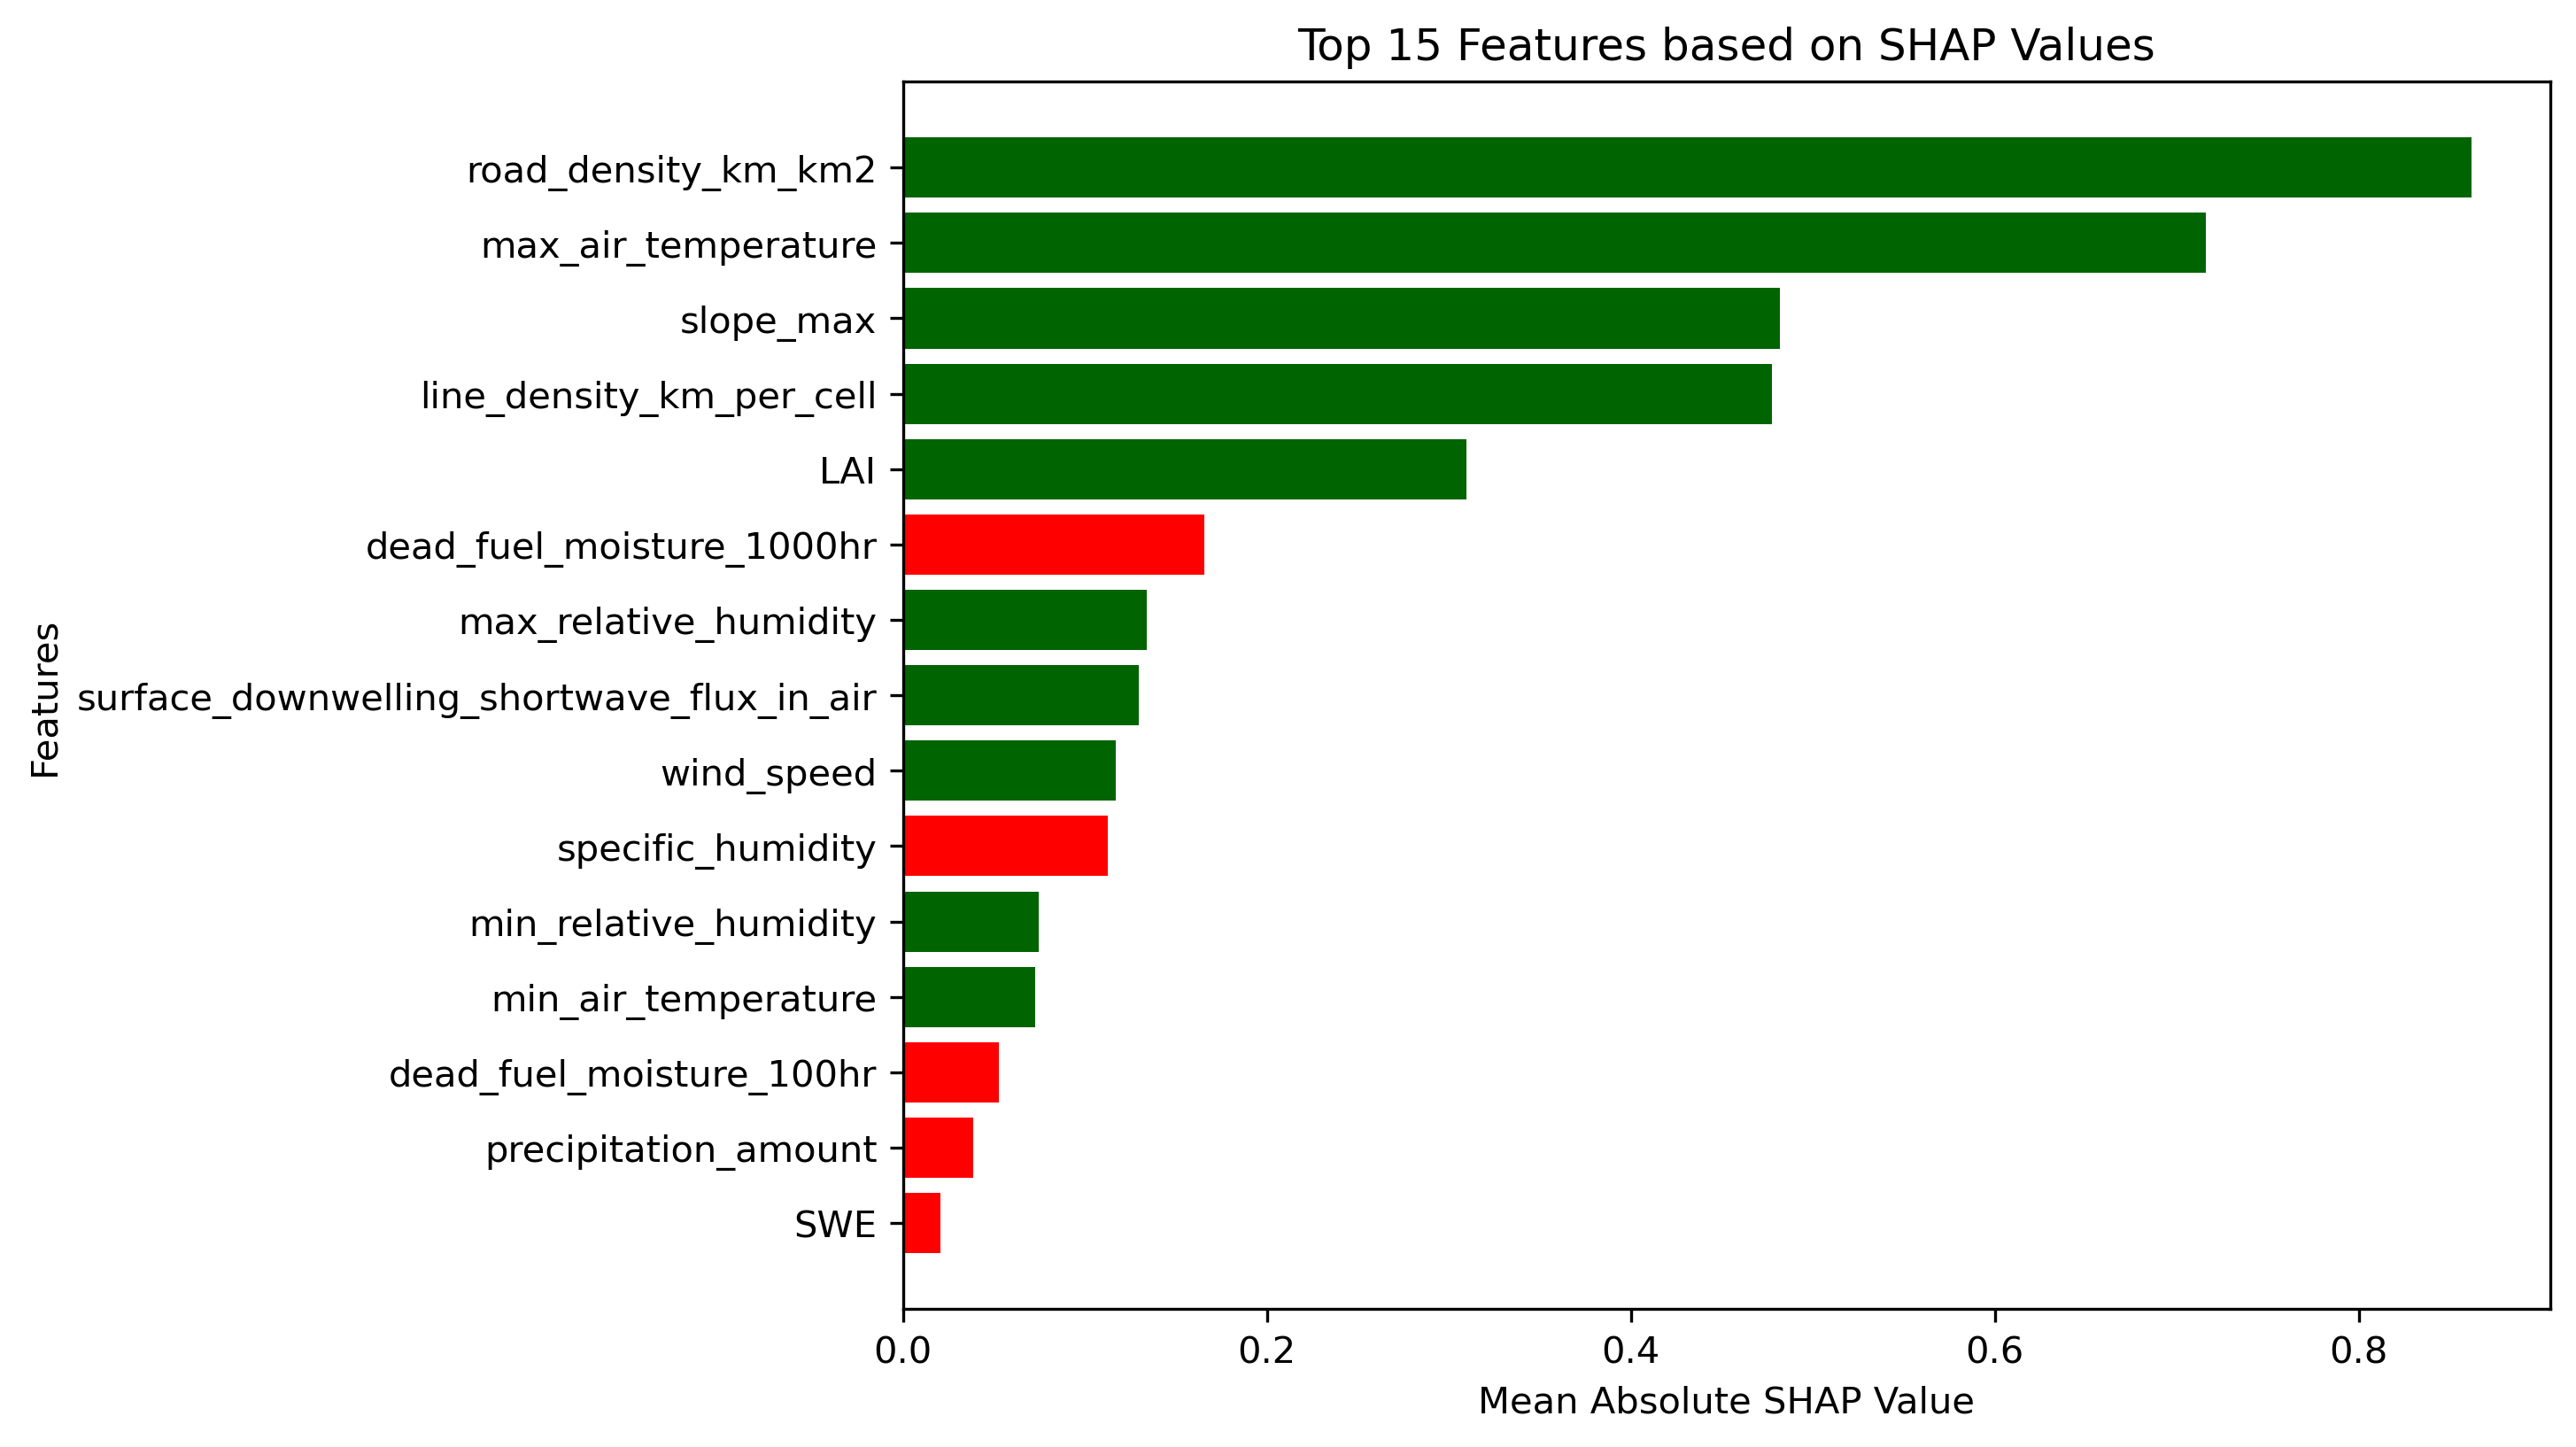 Top 15 Features based on SHAP Values
Features
road_density_km_km2
max_air_temperature
slope_max
line_density_km_per_cell
LAI
dead_fuel_moisture_1000hr
max_relative_humidity
surface_downwelling_shortwave_flux_in_air
wind_speed
specific_humidity
min_relative_humidity
min_air_temperature
dead_fuel_moisture_100hr
precipitation_amount
SWE
0.0 0.2 0.4 0.6 0.8
Mean Absolute SHAP Value